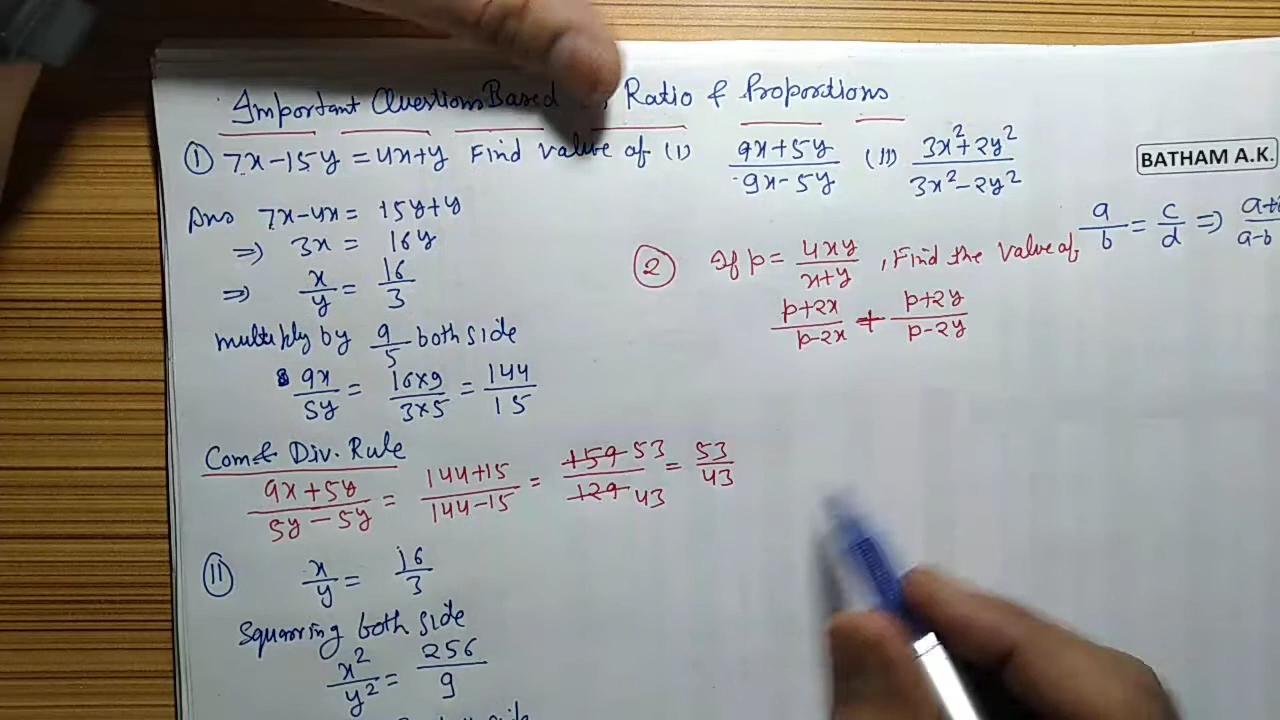 Important Questions Based Ratio & Proportions
① 7x-15y = 4x+y Find value of (I) (9x+5y)/(9x-5y) (II) (3x²+2y²)/(3x²-2y²)
BATHAM A.K.
Ans 7x-4x = 15y+y
⇒ 3x = 16y
⇒ x/y = 16/3
multiply by 9/5 both side
9x/5y = (16×9)/(3×5) = 144/15
Com & Div. Rule
(9x+5y)/(5y-5y) = (144+15)/(144-15) = 159 53/129 43 = 53/43
(II) x/y = 16/3
Squarring both side
x²/y² = 256/9
a/b = c/d ⇒ a+/a-b
② If p = 4xy/(x+y) , Find the value of
(p+2x)/(p-2x) + (p+2y)/(p-2y)